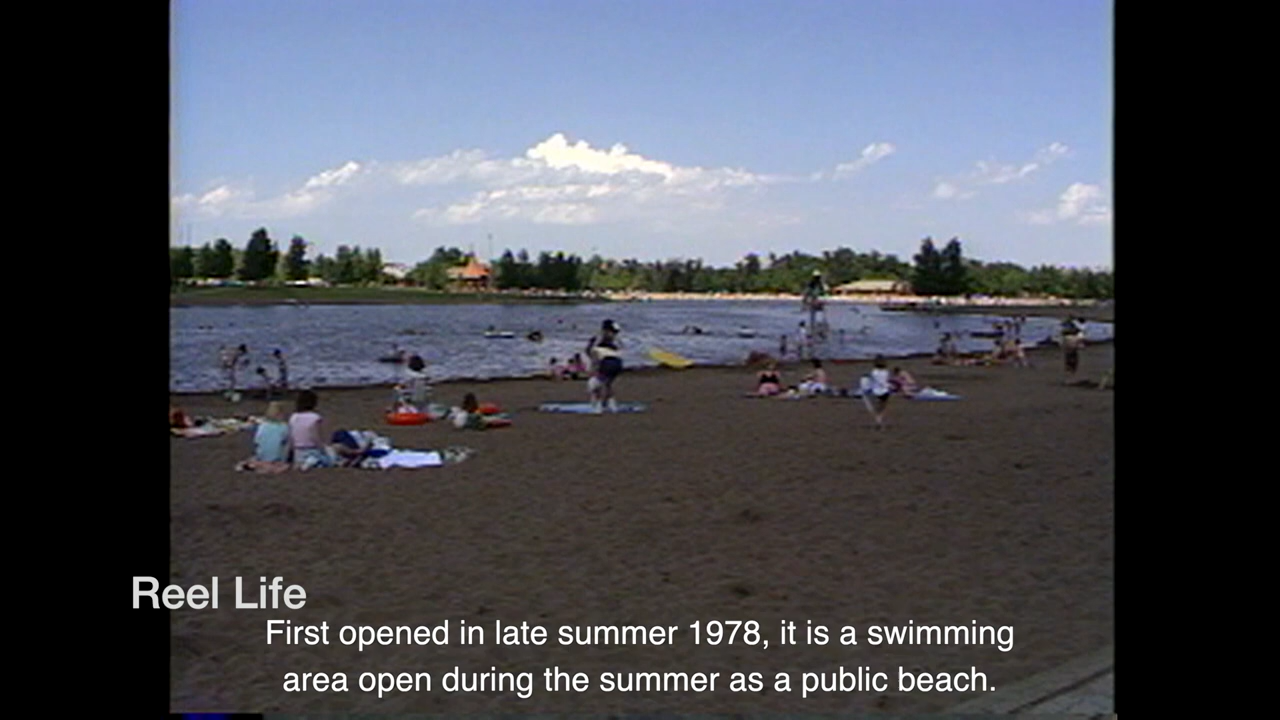 Reel Life
First opened in late summer 1978, it is a swimming
area open during the summer as a public beach.